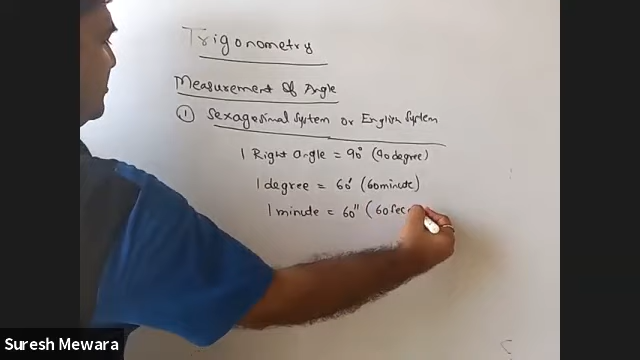 Trigonometry
Measurement Of Angle
① Sexagesimal System or English System
1 Right angle = 90° (90 degree)
1 degree = 60' (60 minute)
1 minute = 60" (60 Sec
Suresh Mewara